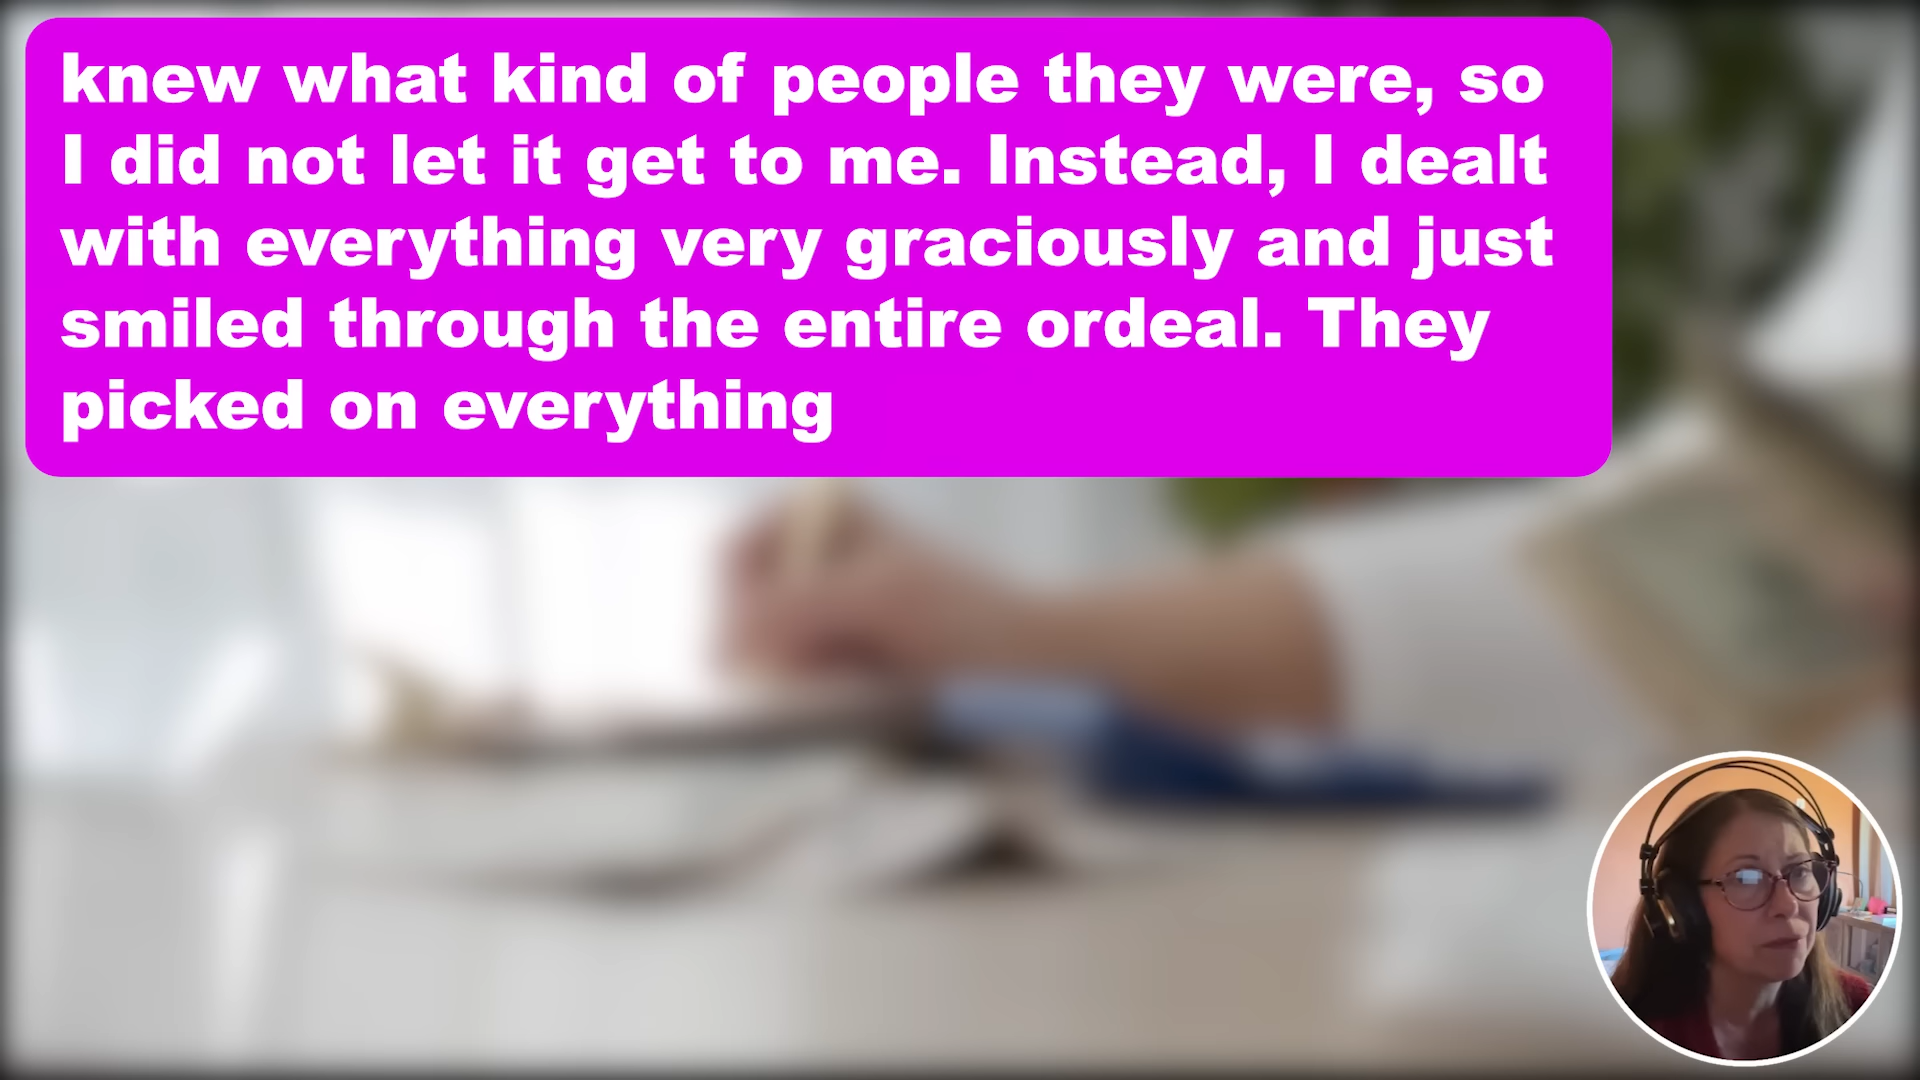 knew what kind of people they were, so
I did not let it get to me. Instead, I dealt
with everything very graciously and just
smiled through the entire ordeal. They
picked on everything